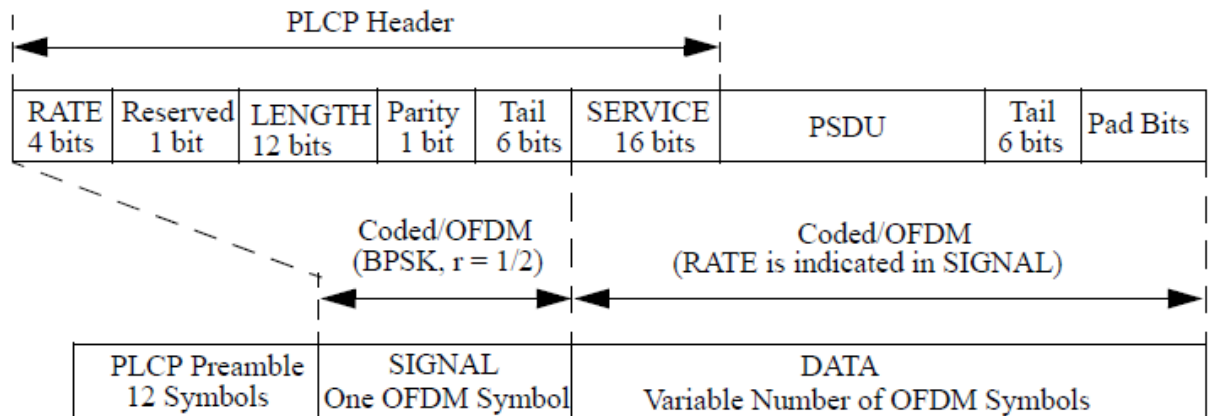 PLCP Header
RATE Reserved LENGTH Parity Tail SERVICE PSDU Tail Pad Bits
4 bits 1 bit 12 bits 1 bit 6 bits 16 bits 6 bits
Coded/OFDM Coded/OFDM
(BPSK, r = 1/2) (RATE is indicated in SIGNAL)
PLCP Preamble SIGNAL DATA
12 Symbols One OFDM Symbol Variable Number of OFDM Symbols